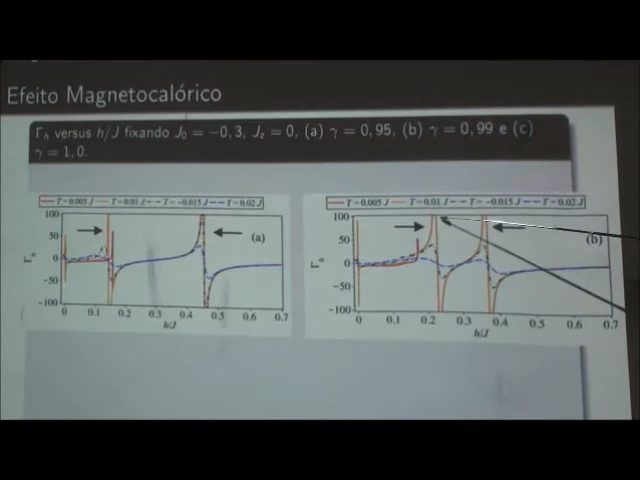 Efeito Magnetocalórico
Γₕ versus h/J fixando J₀ = −0,3, J_z = 0, (a) γ = 0,95, (b) γ = 0,99 e (c)
γ = 1,0.
T = 0.005 J T = 0.01 J T = -0.015 J T = 0.02 J
100
50
0
-50
-100
Γₕ
(a)
0 0.1 0.2 0.3 0.4 0.5 0.6 0.7
h/J
T = 0.005 J T = 0.01 J T = -0.015 J T = 0.02 J
100
50
0
-50
-100
Γₕ
(b)
0 0.1 0.2 0.3 0.4 0.5 0.6 0.7
h/J